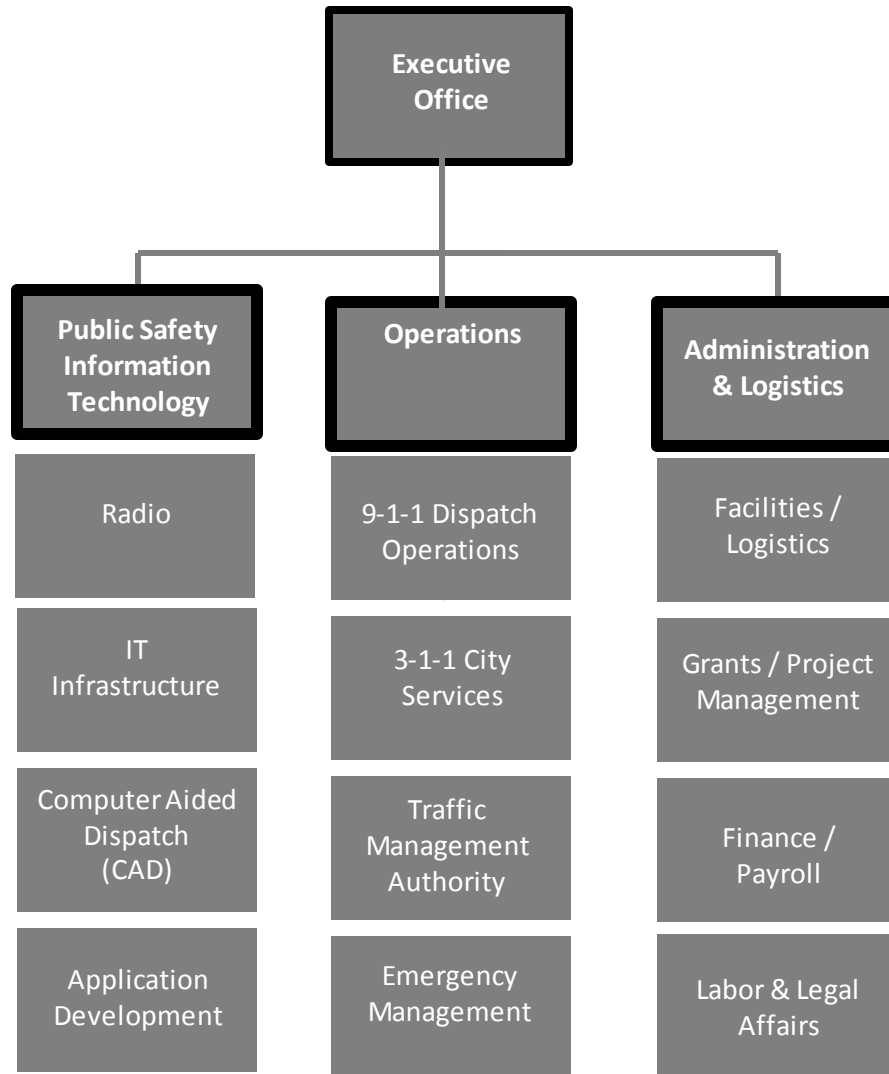 Executive
Office
Public Safety
Information
Technology
Operations
Administration
& Logistics
Radio
9-1-1 Dispatch
Operations
Facilities /
Logistics
IT
Infrastructure
3-1-1 City
Services
Grants / Project
Management
Computer Aided
Dispatch
(CAD)
Traffic
Management
Authority
Finance /
Payroll
Application
Development
Emergency
Management
Labor & Legal
Affairs